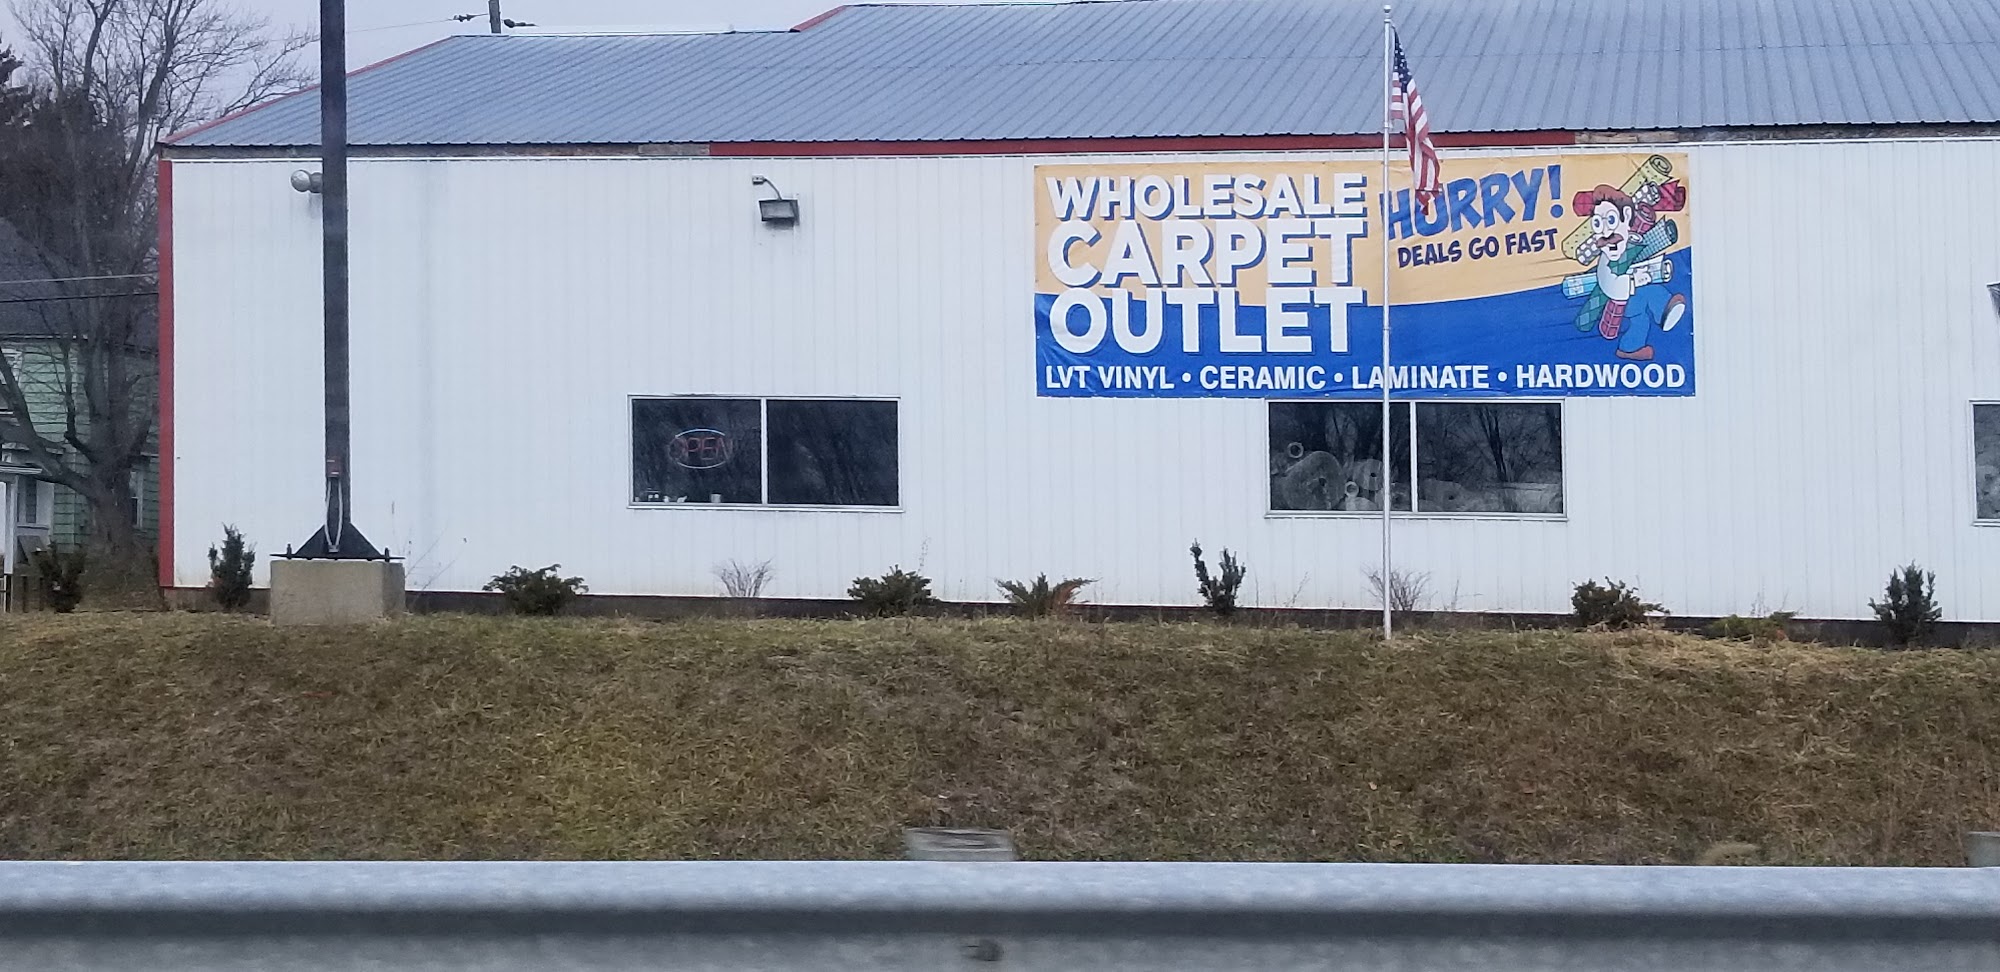 WHOLESALE
CARPET
OUTLET
HURRY!
DEALS GO FAST
LVT VINYL • CERAMIC • LAMINATE • HARDWOOD
OPEN